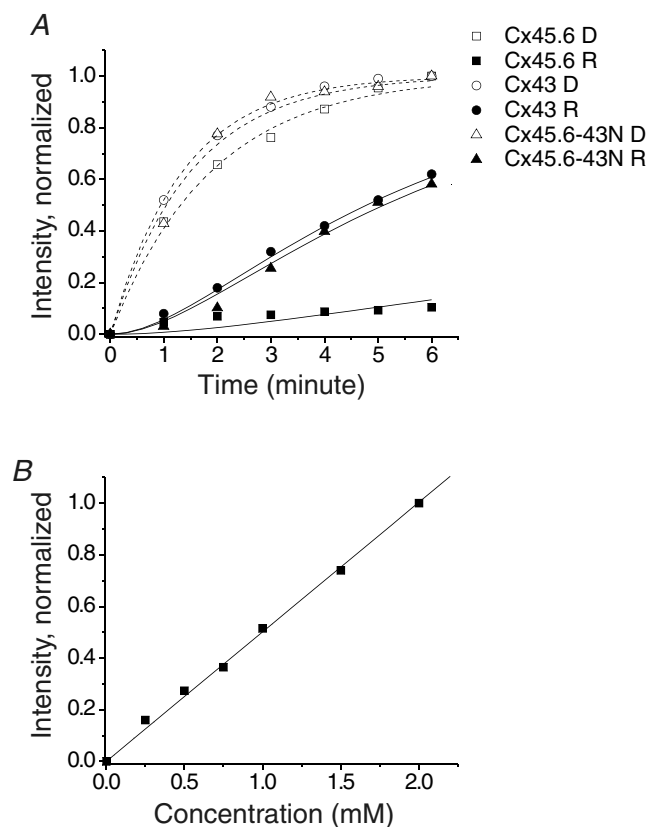 A
Cx45.6 D
Cx45.6 R
Cx43 D
Cx43 R
Cx45.6-43N D
Cx45.6-43N R
Intensity, normalized
1.0
0.8
0.6
0.4
0.2
0.0
0 1 2 3 4 5 6
Time (minute)
B
Intensity, normalized
1.0
0.8
0.6
0.4
0.2
0.0
0.0 0.5 1.0 1.5 2.0
Concentration (mM)